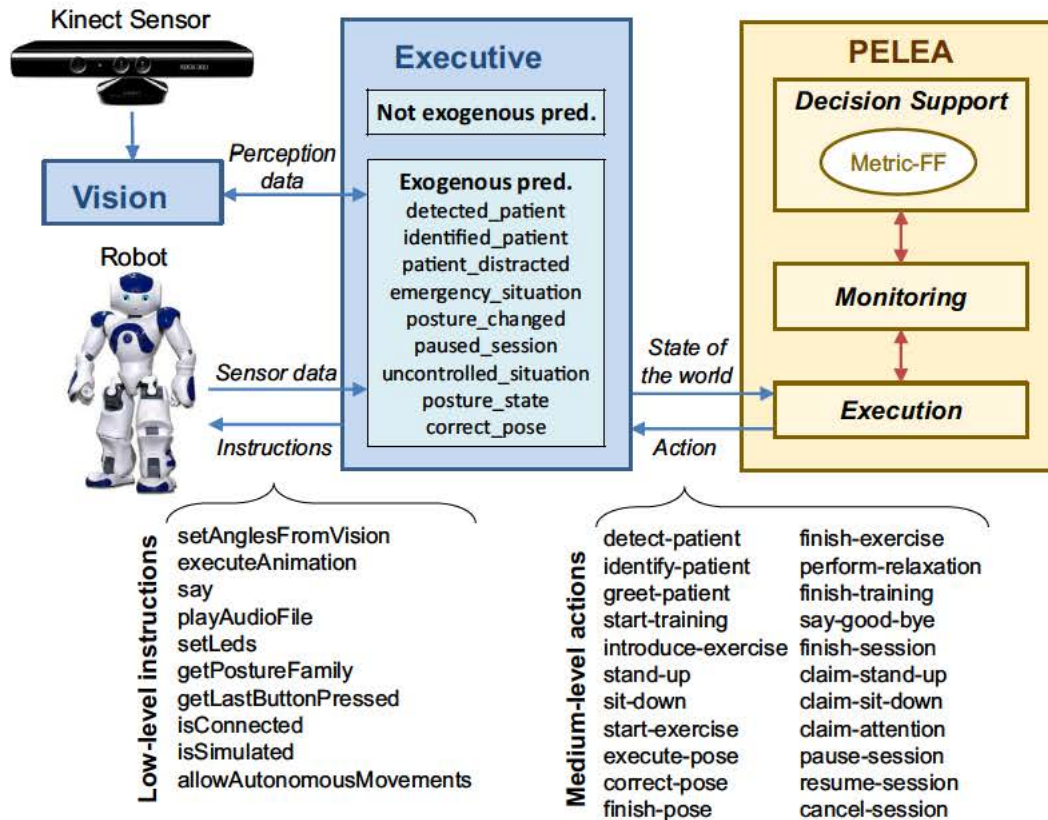 Kinect Sensor
XBOX 360
Vision
Robot
Perception
data
Sensor data
Instructions
Executive
Not exogenous pred.
Exogenous pred.
detected_patient
identified_patient
patient_distracted
emergency_situation
posture_changed
paused_session
uncontrolled_situation
posture_state
correct_pose
State of
the world
Action
PELEA
Decision Support
Metric-FF
Monitoring
Execution
Low-level instructions
setAnglesFromVision
executeAnimation
say
playAudioFile
setLeds
getPostureFamily
getLastButtonPressed
isConnected
isSimulated
allowAutonomousMovements
Medium-level actions
detect-patient
identify-patient
greet-patient
start-training
introduce-exercise
stand-up
sit-down
start-exercise
execute-pose
correct-pose
finish-pose
finish-exercise
perform-relaxation
finish-training
say-good-bye
finish-session
claim-stand-up
claim-sit-down
claim-attention
pause-session
resume-session
cancel-session